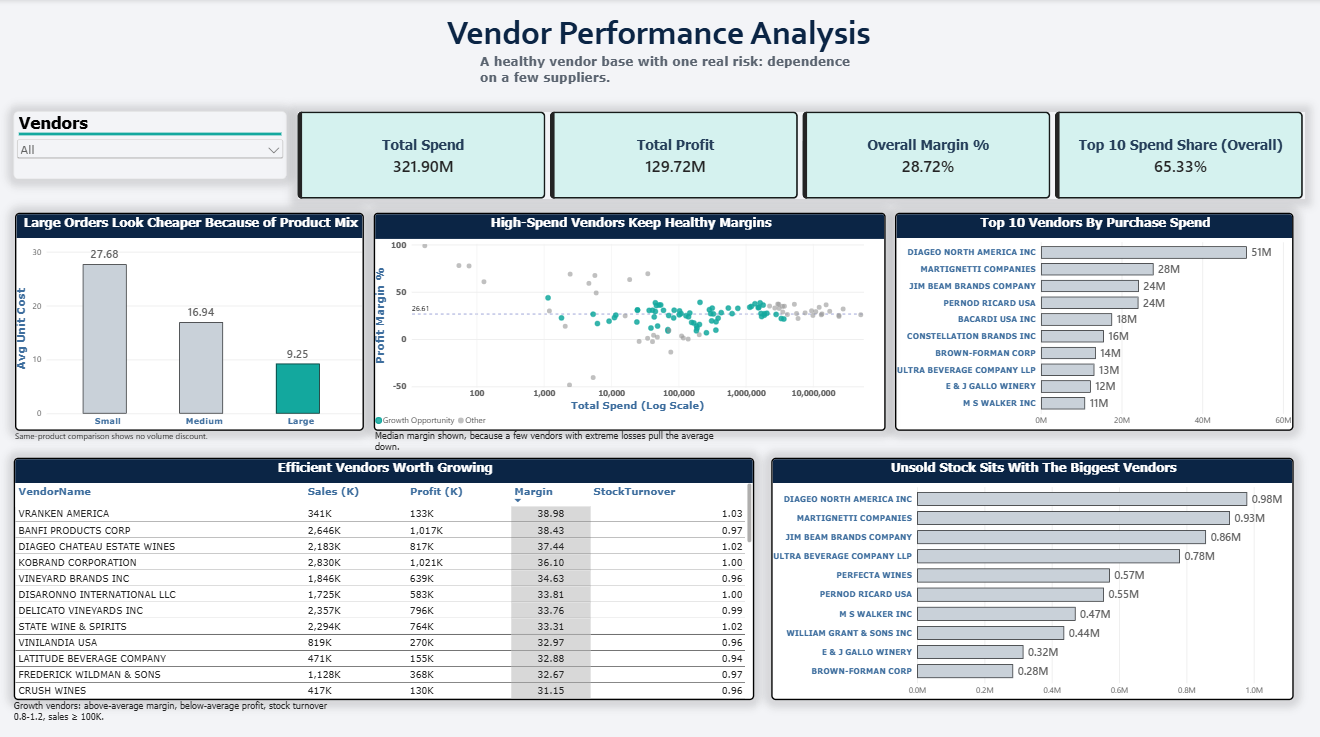 Vendor Performance Analysis
A healthy vendor base with one real risk: dependence
on a few suppliers.
Vendors
All
Total Spend
321.90M
Total Profit
129.72M
Overall Margin %
28.72%
Top 10 Spend Share (Overall)
65.33%
Large Orders Look Cheaper Because of Product Mix
Avg Unit Cost
30
20
10
0
27.68
16.94
9.25
Small
Medium
Large
Same-product comparison shows no volume discount.
High-Spend Vendors Keep Healthy Margins
Profit Margin %
100
50
26.61
0
-50
100
1,000
10,000
100,000
1,000,000
10,000,000
Total Spend (Log Scale)
Growth Opportunity
Other
Median margin shown, because a few vendors with extreme losses pull the average
down.
Top 10 Vendors By Purchase Spend
DIAGEO NORTH AMERICA INC 51M
MARTIGNETTI COMPANIES 28M
JIM BEAM BRANDS COMPANY 24M
PERNOD RICARD USA 24M
BACARDI USA INC 18M
CONSTELLATION BRANDS INC 16M
BROWN-FORMAN CORP 14M
ULTRA BEVERAGE COMPANY LLP 13M
E & J GALLO WINERY 12M
M S WALKER INC 11M
0M 20M 40M 60M
Efficient Vendors Worth Growing
VendorName Sales (K) Profit (K) Margin StockTurnover
VRANKEN AMERICA 341K 133K 38.98 1.03
BANFI PRODUCTS CORP 2,646K 1,017K 38.43 0.97
DIAGEO CHATEAU ESTATE WINES 2,183K 817K 37.44 1.02
KOBRAND CORPORATION 2,830K 1,021K 36.10 1.00
VINEYARD BRANDS INC 1,846K 639K 34.63 0.96
DISARONNO INTERNATIONAL LLC 1,725K 583K 33.81 1.00
DELICATO VINEYARDS INC 2,357K 796K 33.76 0.99
STATE WINE & SPIRITS 2,294K 764K 33.31 1.02
VINILANDIA USA 819K 270K 32.97 0.96
LATITUDE BEVERAGE COMPANY 471K 155K 32.88 0.94
FREDERICK WILDMAN & SONS 1,128K 368K 32.67 0.97
CRUSH WINES 417K 130K 31.15 0.96
Growth vendors: above-average margin, below-average profit, stock turnover
0.8-1.2, sales ≥ 100K.
Unsold Stock Sits With The Biggest Vendors
DIAGEO NORTH AMERICA INC 0.98M
MARTIGNETTI COMPANIES 0.93M
JIM BEAM BRANDS COMPANY 0.86M
ULTRA BEVERAGE COMPANY LLP 0.78M
PERFECTA WINES 0.57M
PERNOD RICARD USA 0.55M
M S WALKER INC 0.47M
WILLIAM GRANT & SONS INC 0.44M
E & J GALLO WINERY 0.32M
BROWN-FORMAN CORP 0.28M
0.0M 0.2M 0.4M 0.6M 0.8M 1.0M